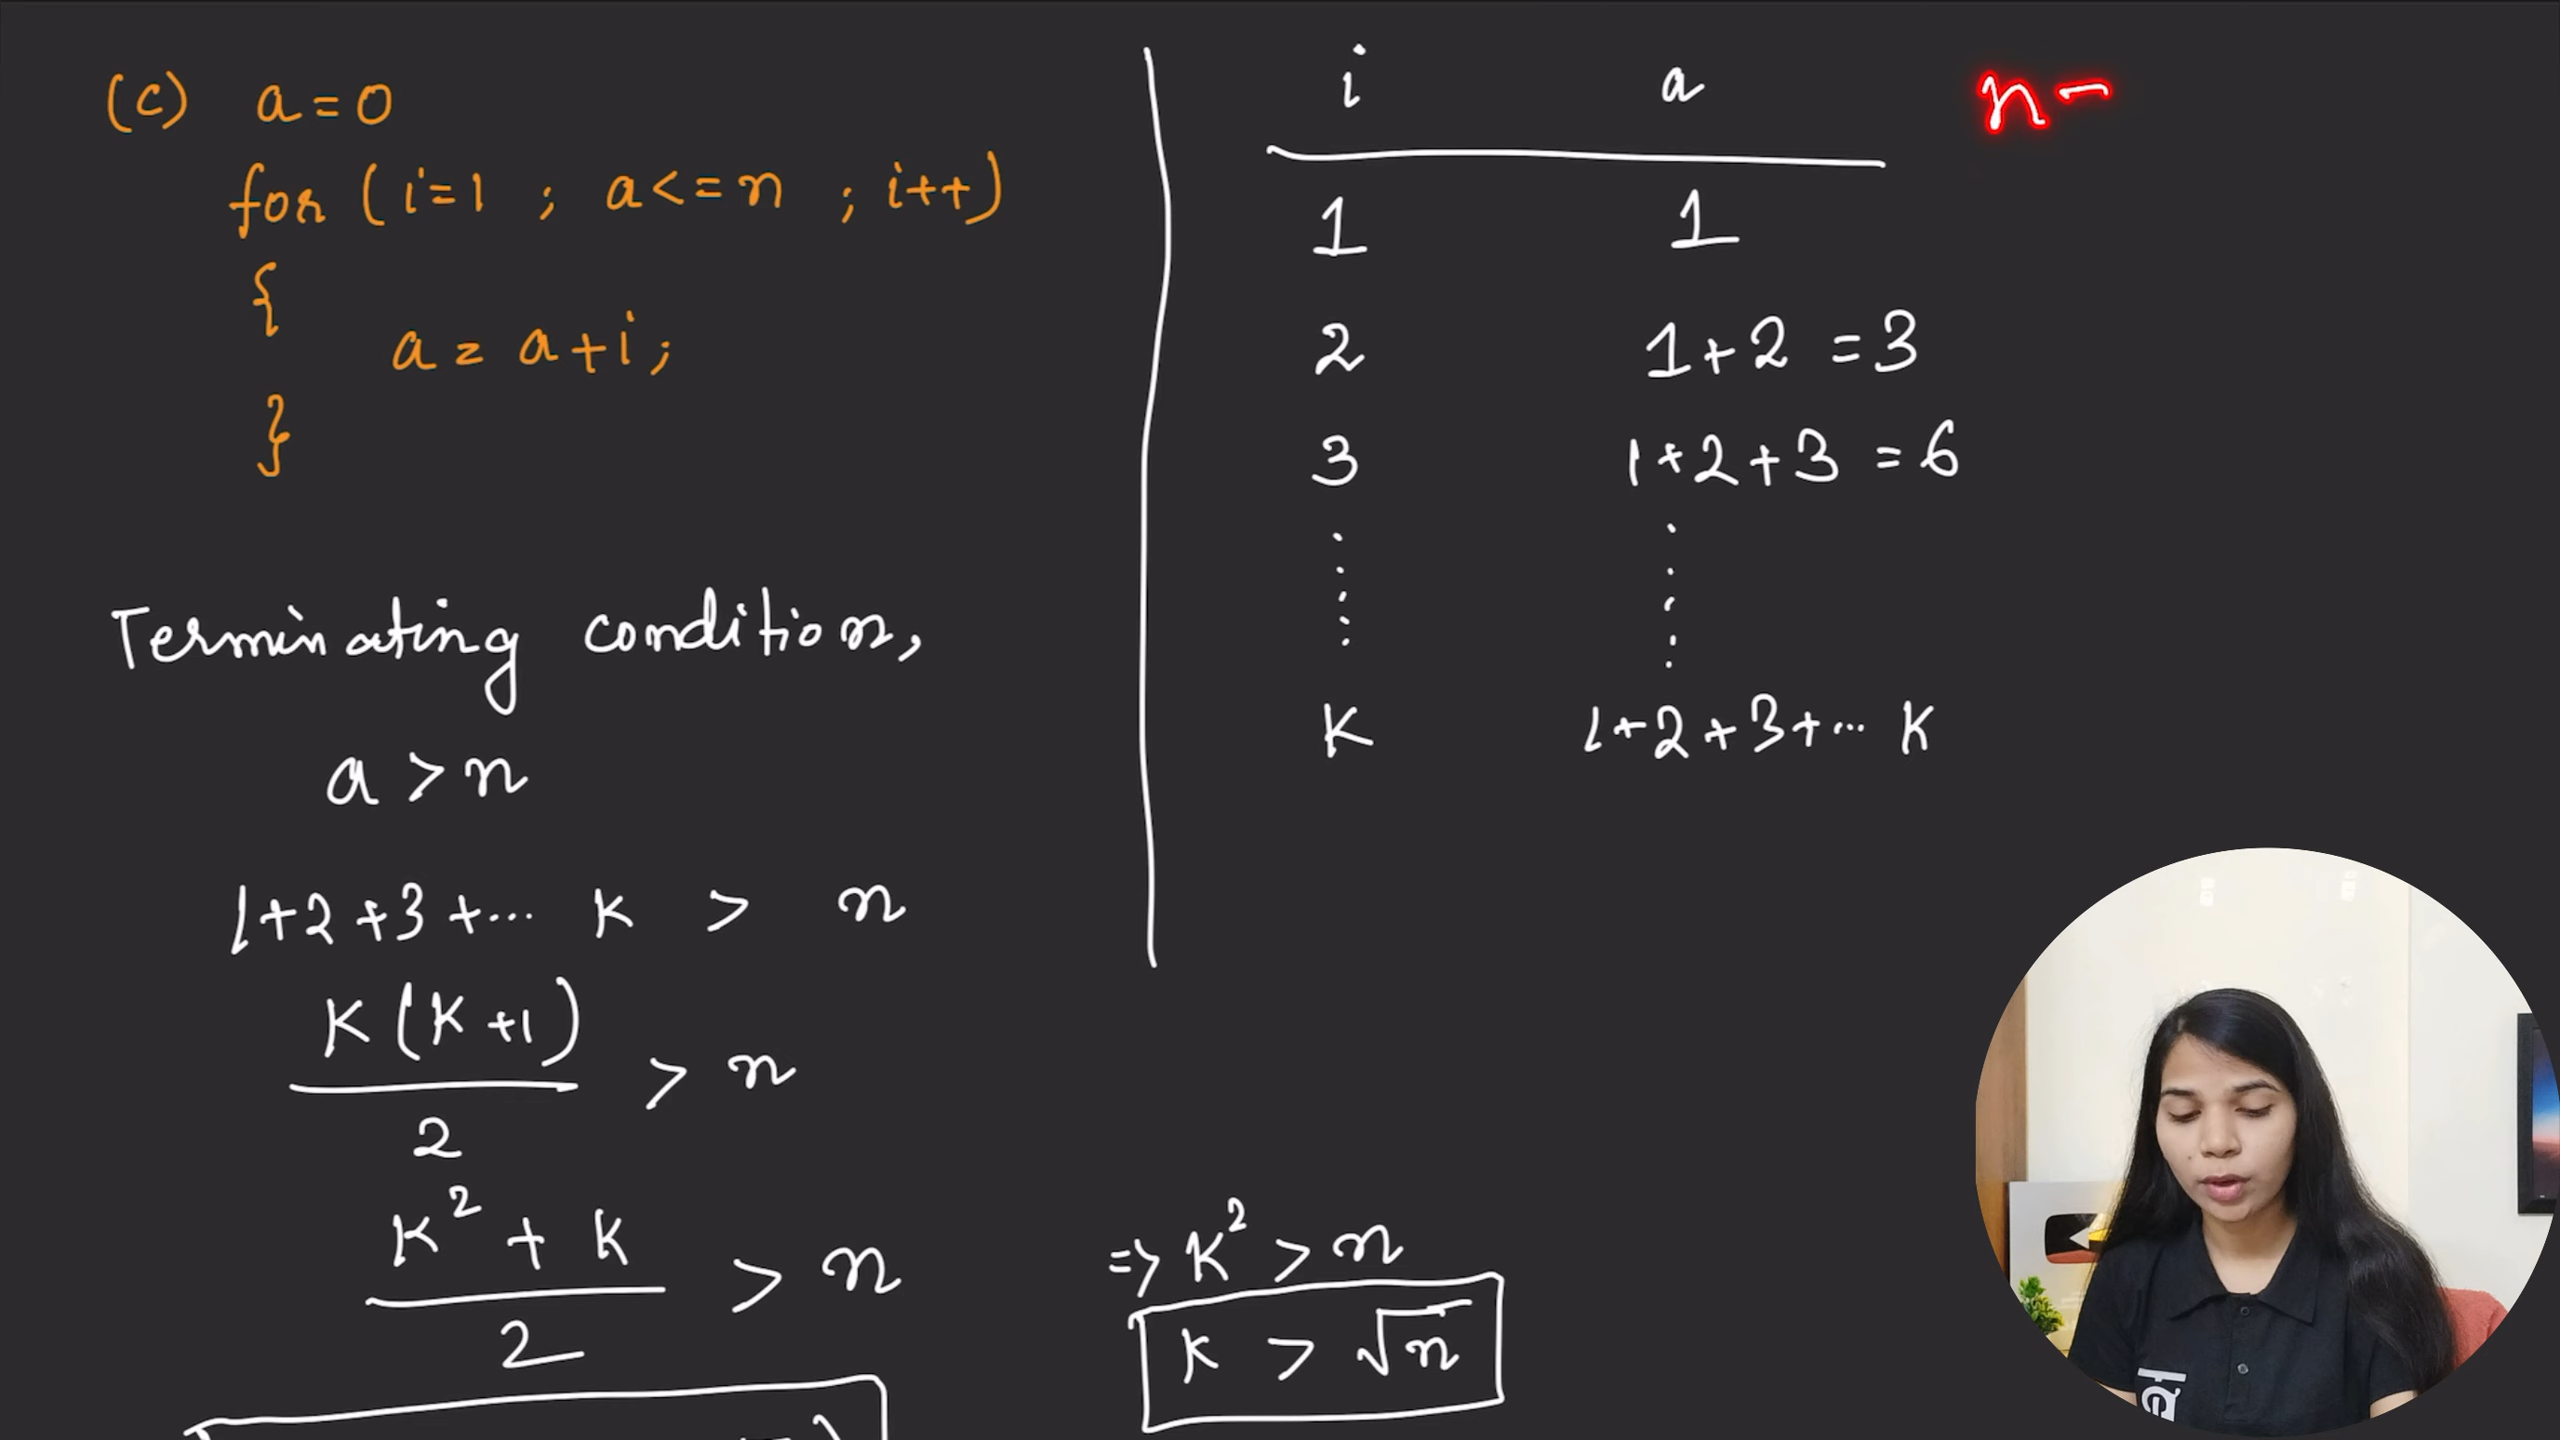 (c) a=0
for (i=1 ; a<=n ; i++)
{
a = a+i;
}
Terminating condition,
a > n
1+2+3+... K > n
K(K+1)
2
> n
K² + K
2
> n
=> K² > n
K > √n
i a
1 1
2 1+2 =3
3 1+2+3 =6
K 1+2+3+... K
n-